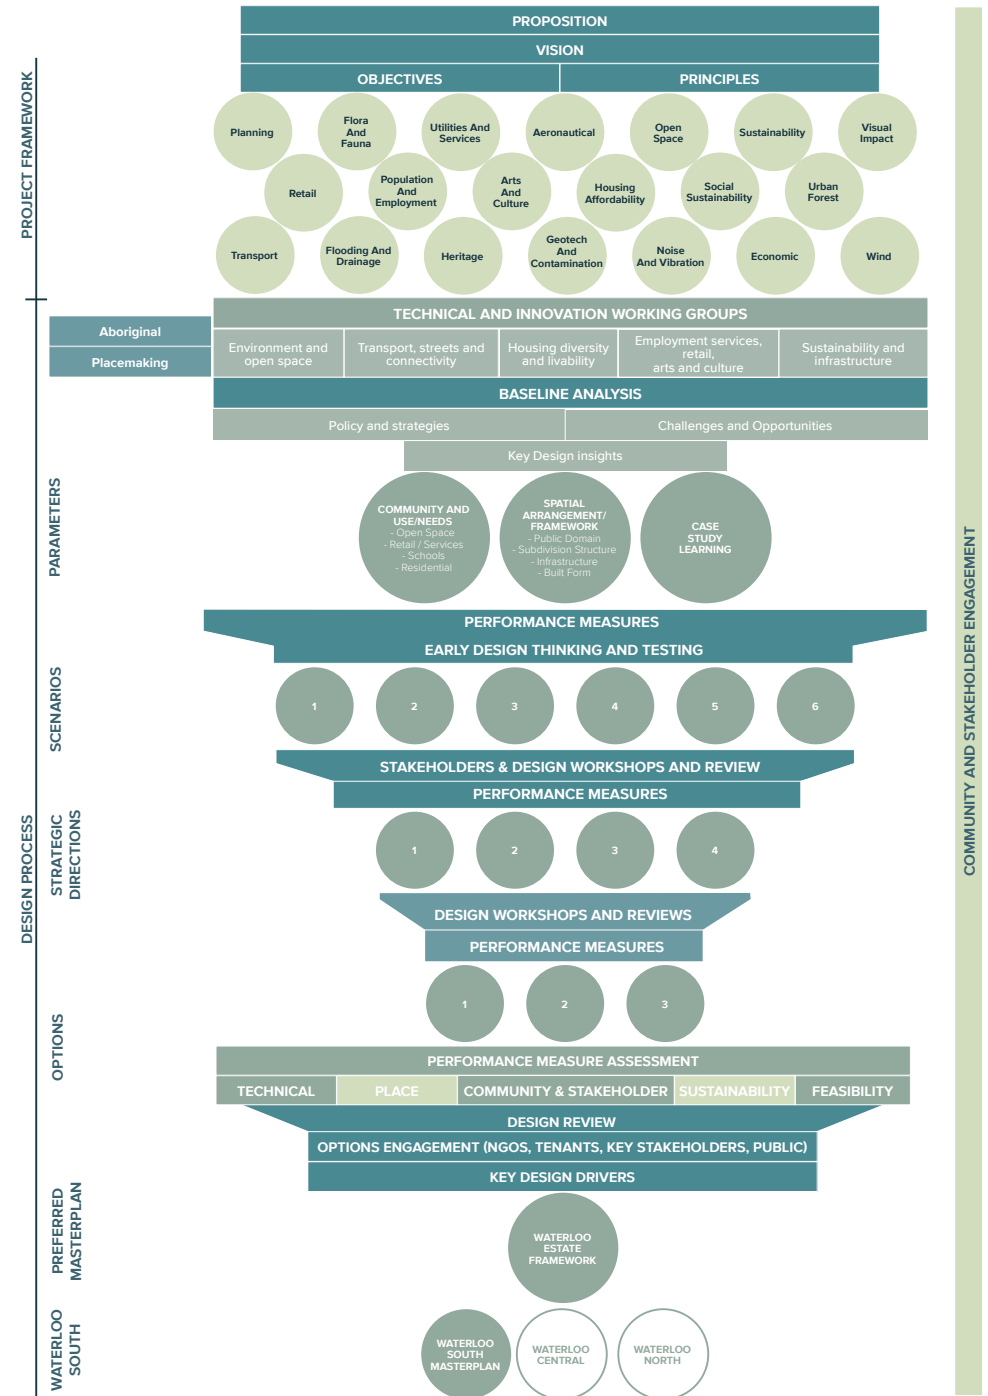 PROPOSITION
VISION
OBJECTIVES
PRINCIPLES
PROJECT FRAMEWORK
Planning
Flora
And
Fauna
Utilities And
Services
Aeronautical
Open
Space
Sustainability
Visual
Impact
Retail
Population
And
Employment
Arts
And
Culture
Housing
Affordability
Social
Sustainability
Urban
Forest
Transport
Flooding And
Drainage
Heritage
Geotech
And
Contamination
Noise
And Vibration
Economic
Wind
TECHNICAL AND INNOVATION WORKING GROUPS
Aboriginal
Placemaking
Environment and
open space
Transport, streets and
connectivity
Housing diversity
and livability
Employment services,
retail,
arts and culture
Sustainability and
infrastructure
BASELINE ANALYSIS
Policy and strategies
Challenges and Opportunities
Key Design insights
DESIGN PROCESS
PARAMETERS
COMMUNITY AND
USE/NEEDS
- Open Space
- Retail / Services
- Schools
- Residential
SPATIAL
ARRANGEMENT/
FRAMEWORK
- Public Domain
- Subdivision Structure
- Infrastructure
- Built Form
CASE
STUDY
LEARNING
PERFORMANCE MEASURES
EARLY DESIGN THINKING AND TESTING
SCENARIOS
1
2
3
4
5
6
STAKEHOLDERS & DESIGN WORKSHOPS AND REVIEW
PERFORMANCE MEASURES
STRATEGIC
DIRECTIONS
1
2
3
4
DESIGN WORKSHOPS AND REVIEWS
PERFORMANCE MEASURES
OPTIONS
1
2
3
PERFORMANCE MEASURE ASSESSMENT
TECHNICAL
PLACE
COMMUNITY & STAKEHOLDER
SUSTAINABILITY
FEASIBILITY
DESIGN REVIEW
OPTIONS ENGAGEMENT (NGOS, TENANTS, KEY STAKEHOLDERS, PUBLIC)
KEY DESIGN DRIVERS
PREFERRED
MASTERPLAN
WATERLOO
ESTATE
FRAMEWORK
WATERLOO
SOUTH
WATERLOO
SOUTH
MASTERPLAN
WATERLOO
CENTRAL
WATERLOO
NORTH
COMMUNITY AND STAKEHOLDER ENGAGEMENT